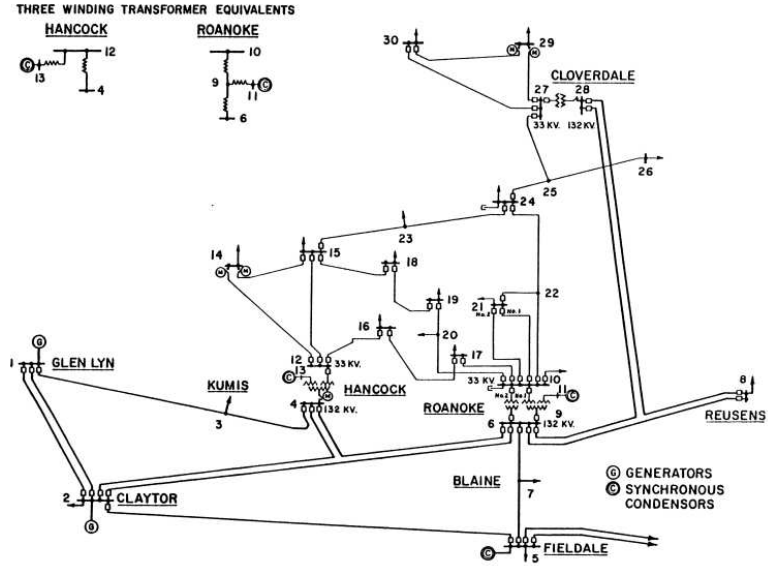 THREE WINDING TRANSFORMER EQUIVALENTS
HANCOCK
ROANOKE
12
C
13
4
10
9
C
11
6
30
M
M
29
CLOVERDALE
27
28
33 KV.
132 KV.
25
26
24
23
14
M
M
15
18
19
21
No.2
No.1
22
16
20
17
12
33 KV.
C
13
HANCOCK
M
4
132 KV.
33 KV
10
11
C
No.2
No.1
ROANOKE
9
6
132 KV.
8
REUSENS
G
1
GLEN LYN
KUMIS
3
2
CLAYTOR
G
BLAINE
7
C
5
FIELDALE
G GENERATORS
C SYNCHRONOUS
CONDENSORS